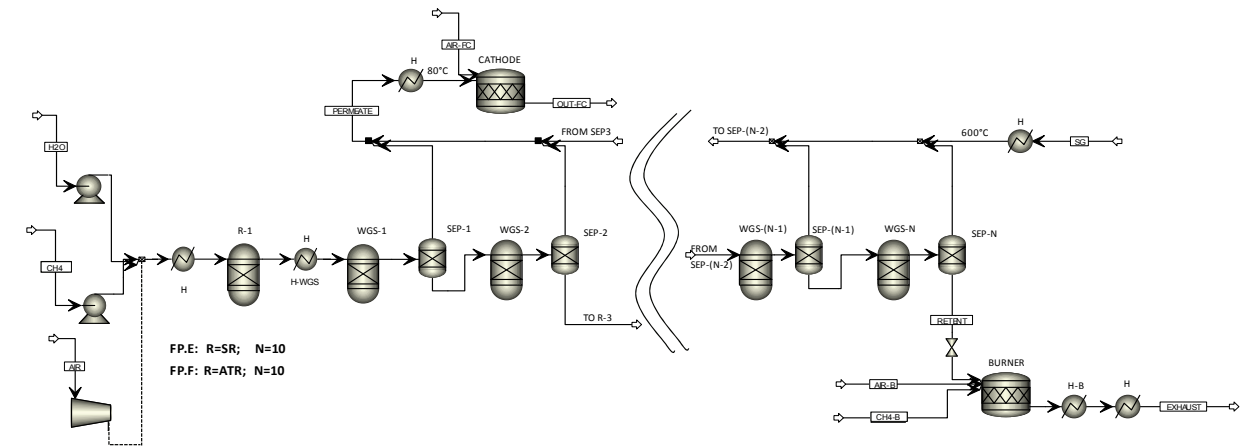 AIR-FC
H
80°C
CATHODE
OUT-FC
PERMEATE
H2O
FROM SEP3
TO SEP-(N-2)
600°C
H
SG
R-1
H
WGS-1
SEP-1
WGS-2
SEP-2
WGS-(N-1)
SEP-(N-1)
WGS-N
SEP-N
FROM
SEP-(N-2)
CH4
H
H-WGS
TO R-3
RETENT
FP.E: R=SR; N=10
FP.F: R=ATR; N=10
AIR
BURNER
AIR-B
H-B
H
CH4-B
EXHAUST